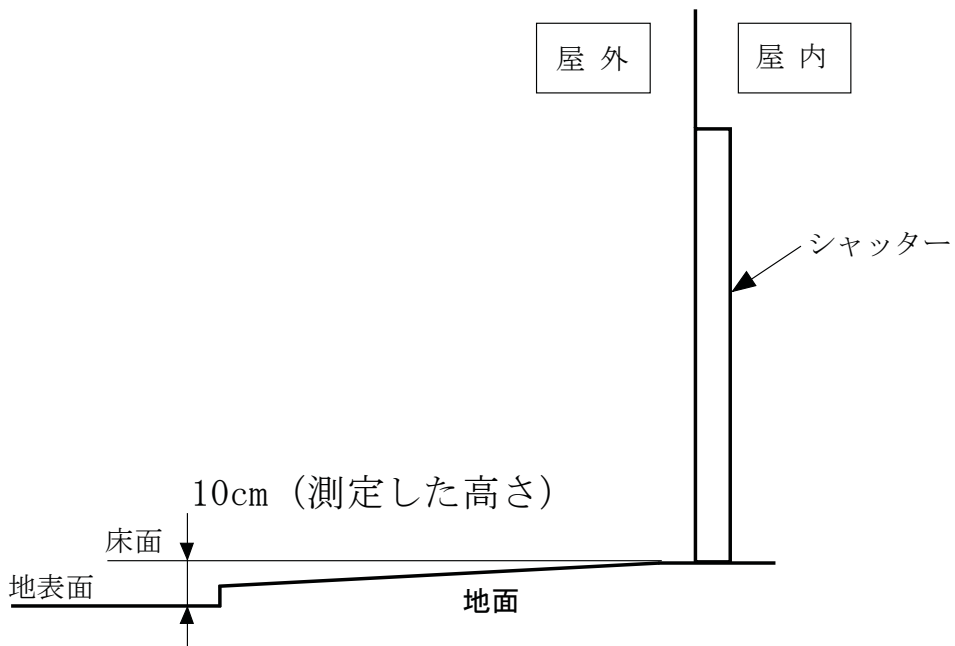 屋 外
屋 内
シャッター
10cm (測定した高さ)
床面
地表面
地面